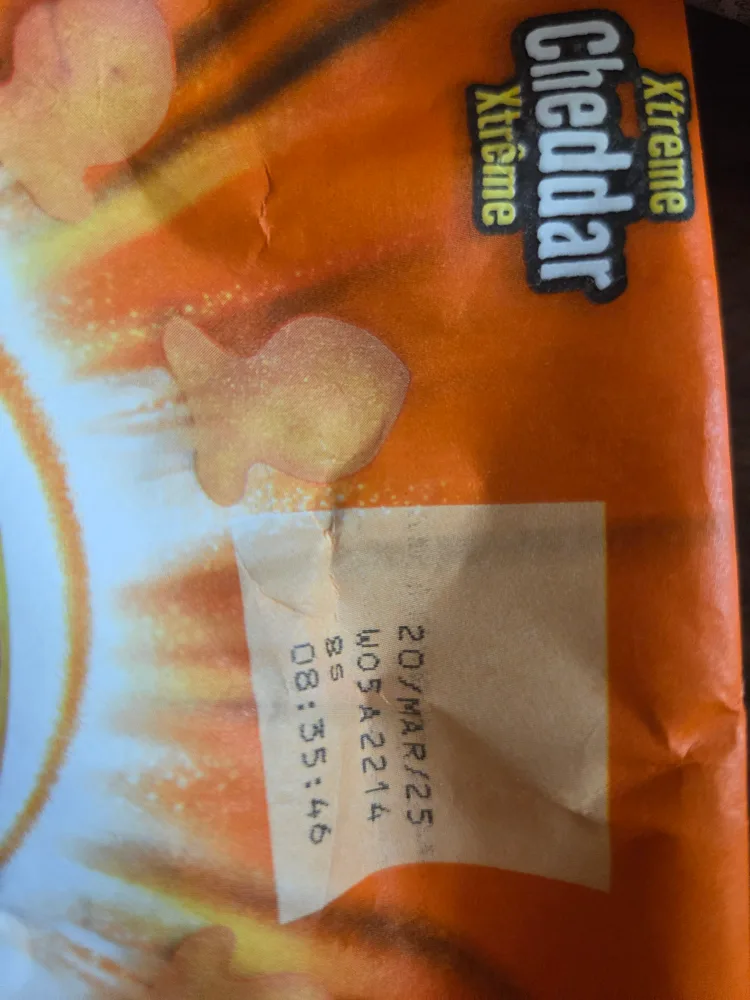 Xtreme
Cheddar
Xtrême
20/MAR/25
W05A2214
8S
08:35:46